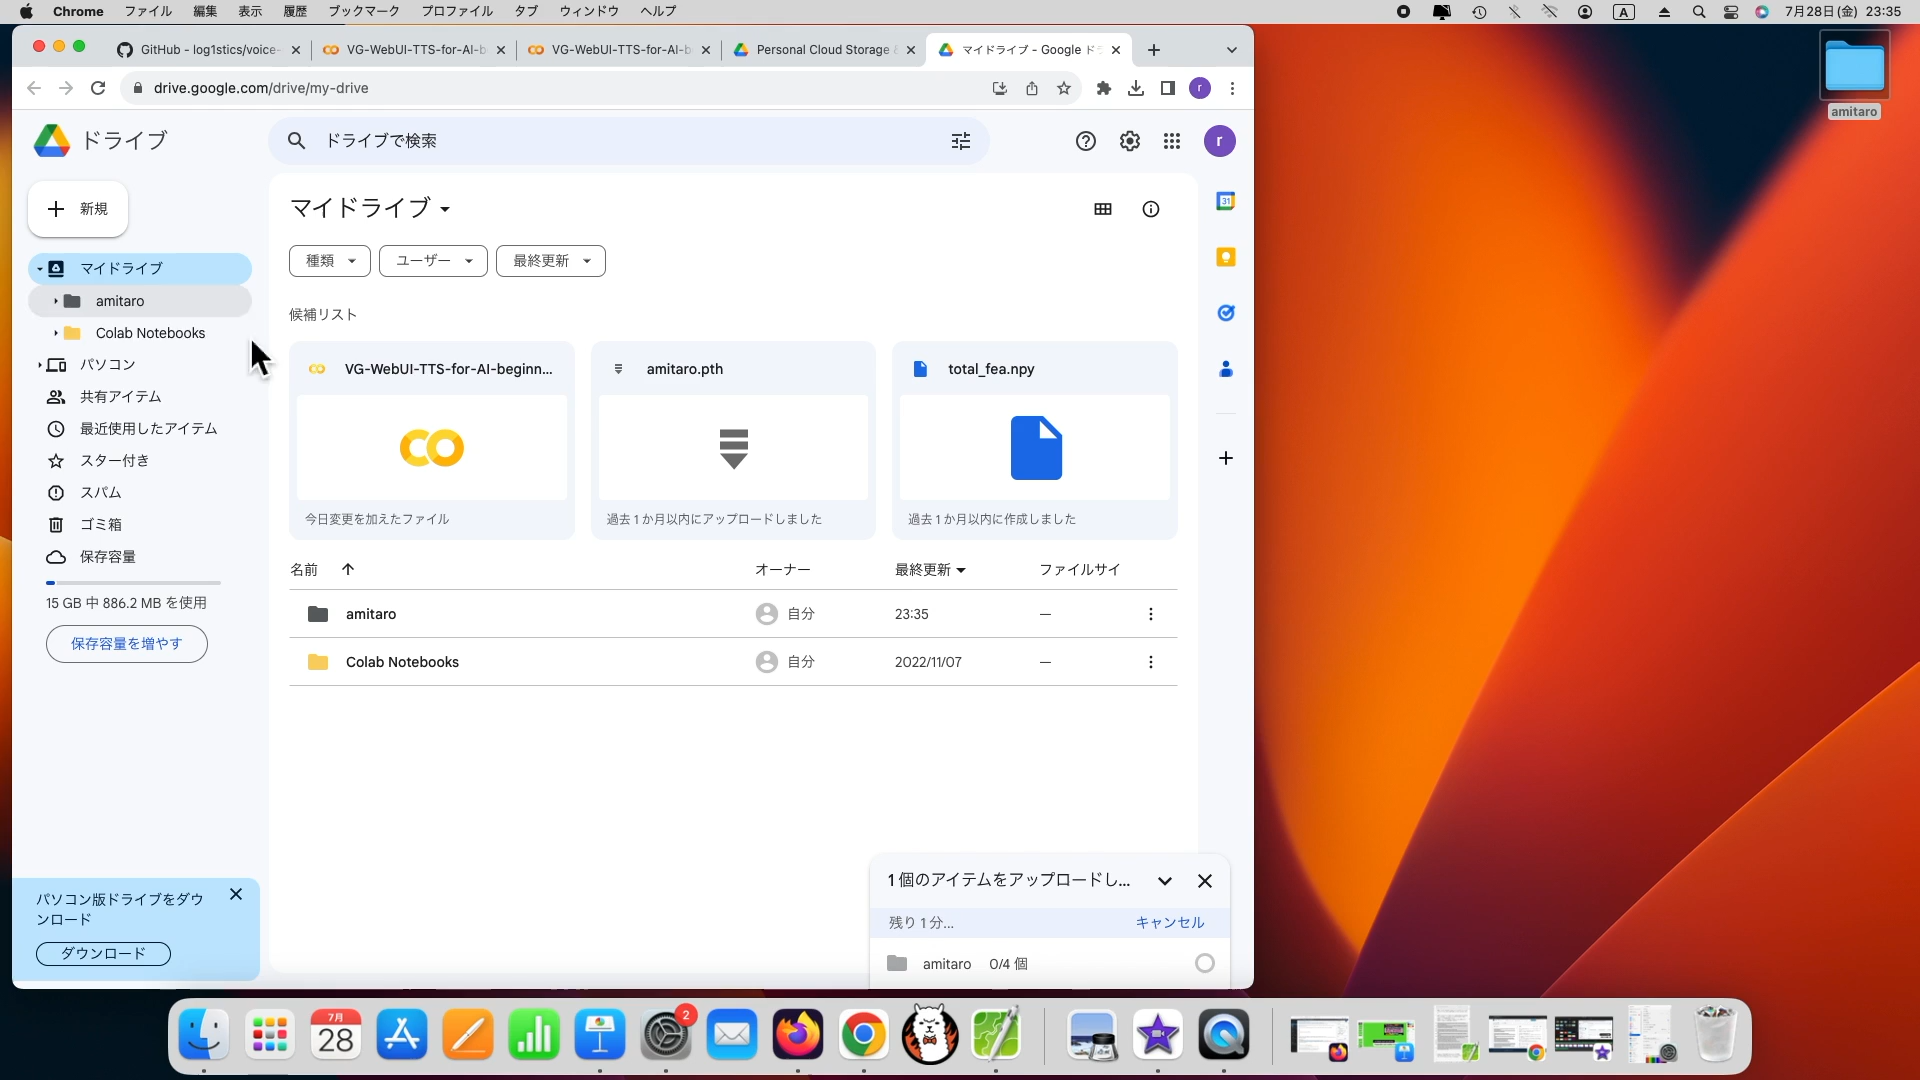 Chrome ファイル 編集 表示 履歴 ブックマーク プロファイル タブ ウィンドウ ヘルプ A 7月28日(金) 23:35
GitHub - log1stics/voice- VG-WebUI-TTS-for-AI-b VG-WebUI-TTS-for-AI-b Personal Cloud Storage & マイドライブ - Google ド
drive.google.com/drive/my-drive r
amitaro
ドライブ ドライブで検索 r
新規 マイドライブ 31
種類 ユーザー 最終更新
マイドライブ
amitaro
Colab Notebooks
パソコン
共有アイテム
最近使用したアイテム
スター付き
スパム
ゴミ箱
保存容量
15 GB 中 886.2 MB を使用
保存容量を増やす
候補リスト
VG-WebUI-TTS-for-AI-beginn... amitaro.pth total_fea.npy
今日変更を加えたファイル 過去 1 か月以内にアップロードしました 過去 1 か月以内に作成しました
名前 オーナー 最終更新 ファイルサイ
amitaro 自分 23:35 —
Colab Notebooks 自分 2022/11/07 —
パソコン版ドライブをダウ
ンロード
ダウンロード
1 個のアイテムをアップロードし...
残り 1 分... キャンセル
amitaro 0/4 個
7月
28
2